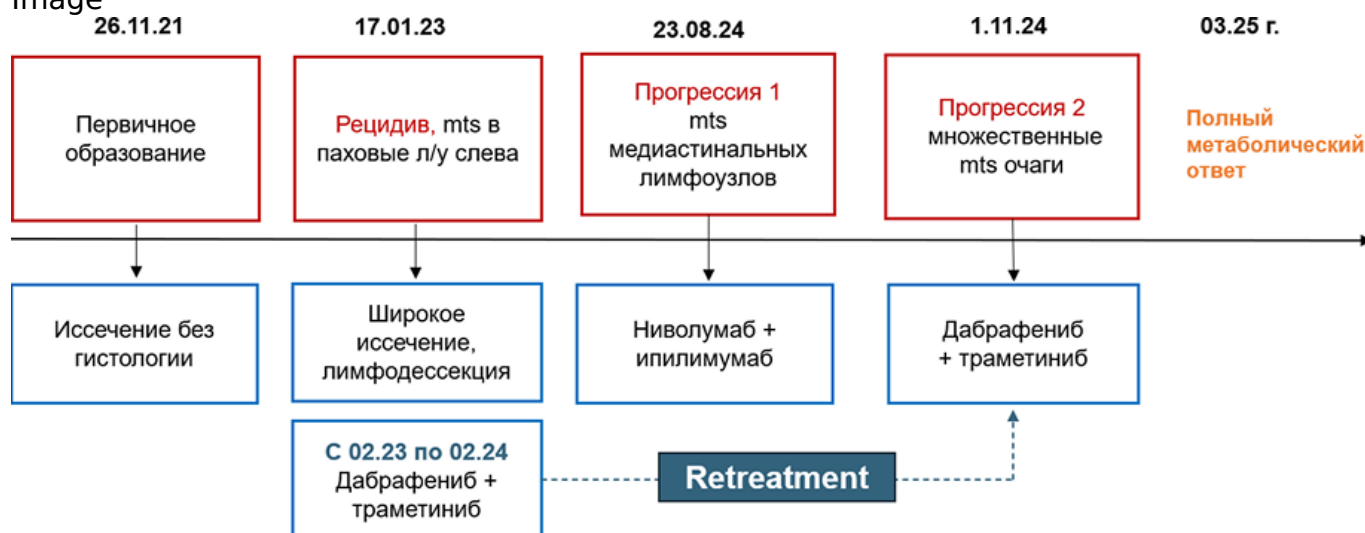 image
26.11.21
17.01.23
23.08.24
1.11.24
03.25 г.
Первичное
образование
Рецидив, mts в
паховые л/у слева
Прогрессия 1
mts
медиастинальных
лимфоузлов
Прогрессия 2
множественные
mts очаги
Полный
метаболический
ответ
Иссечение без
гистологии
Широкое
иссечение,
лимфодессекция
Ниволумаб +
ипилимумаб
Дабрафениб
+ траметиниб
С 02.23 по 02.24
Дабрафениб +
траметиниб
Retreatment